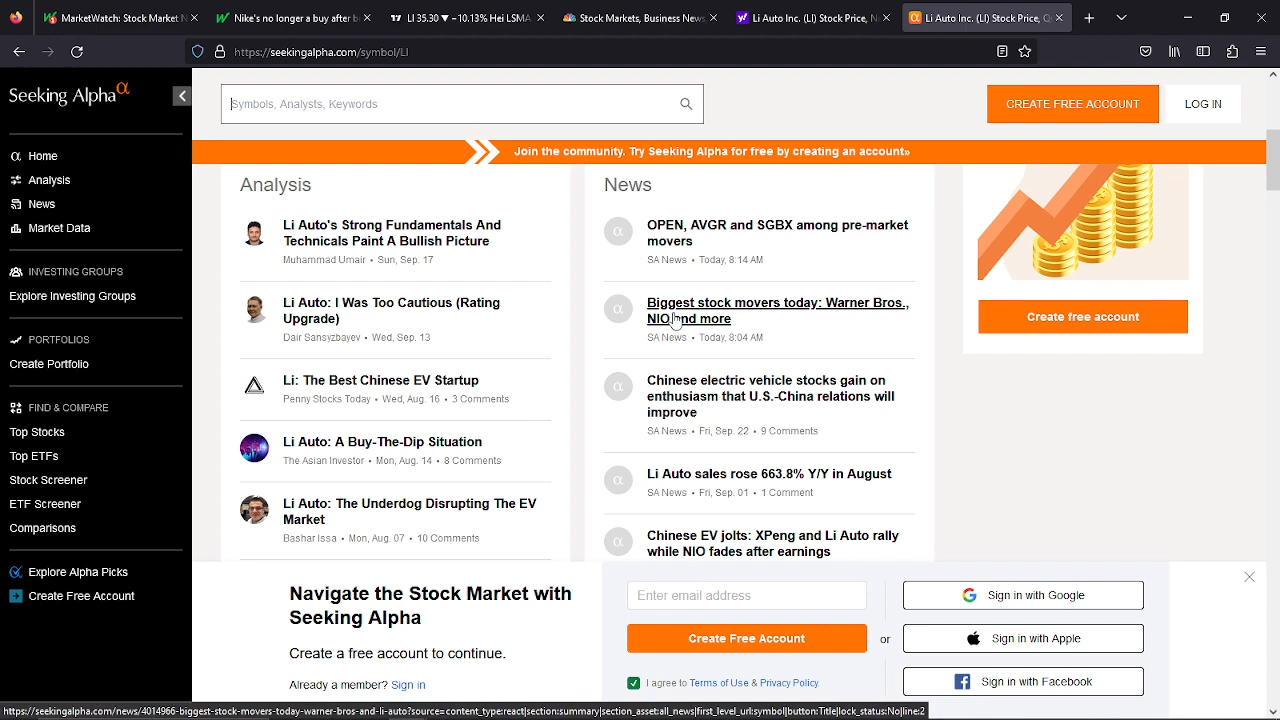 MarketWatch: Stock Market N
Nike's no longer a buy after b
LI 35.30 ▼ −10.13% Hei LSMA
Stock Markets, Business News
Li Auto Inc. (LI) Stock Price, N
Li Auto Inc. (LI) Stock Price, Q
https://seekingalpha.com/symbol/LI
Seeking Alpha α
Symbols, Analysts, Keywords
CREATE FREE ACCOUNT
LOG IN
Join the community. Try Seeking Alpha for free by creating an account»
Home
Analysis
News
Market Data
INVESTING GROUPS
Explore Investing Groups
PORTFOLIOS
Create Portfolio
FIND & COMPARE
Top Stocks
Top ETFs
Stock Screener
ETF Screener
Comparisons
Explore Alpha Picks
Create Free Account
Analysis
Li Auto's Strong Fundamentals And
Technicals Paint A Bullish Picture
Muhammad Umair • Sun, Sep. 17
Li Auto: I Was Too Cautious (Rating
Upgrade)
Dair Sansyzbayev • Wed, Sep. 13
Li: The Best Chinese EV Startup
Penny Stocks Today • Wed, Aug. 16 • 3 Comments
Li Auto: A Buy-The-Dip Situation
The Asian Investor • Mon, Aug. 14 • 8 Comments
Li Auto: The Underdog Disrupting The EV
Market
Bashar Issa • Mon, Aug. 07 • 10 Comments
News
OPEN, AVGR and SGBX among pre-market
movers
SA News • Today, 8:14 AM
Biggest stock movers today: Warner Bros.,
NIO and more
SA News • Today, 8:04 AM
Chinese electric vehicle stocks gain on
enthusiasm that U.S.-China relations will
improve
SA News • Fri, Sep. 22 • 9 Comments
Li Auto sales rose 663.8% Y/Y in August
SA News • Fri, Sep. 01 • 1 Comment
Chinese EV jolts: XPeng and Li Auto rally
while NIO fades after earnings
Create free account
Navigate the Stock Market with
Seeking Alpha
Create a free account to continue.
Already a member? Sign in
Enter email address
Create Free Account
I agree to Terms of Use & Privacy Policy.
or
Sign in with Google
Sign in with Apple
Sign in with Facebook
https://seekingalpha.com/news/4014966-biggest-stock-movers-today-warner-bros-and-li-auto?source=content_type:react|section:summary|section_asset:all_news|first_level_url:symbol|button:Title|lock_status:No|line:2